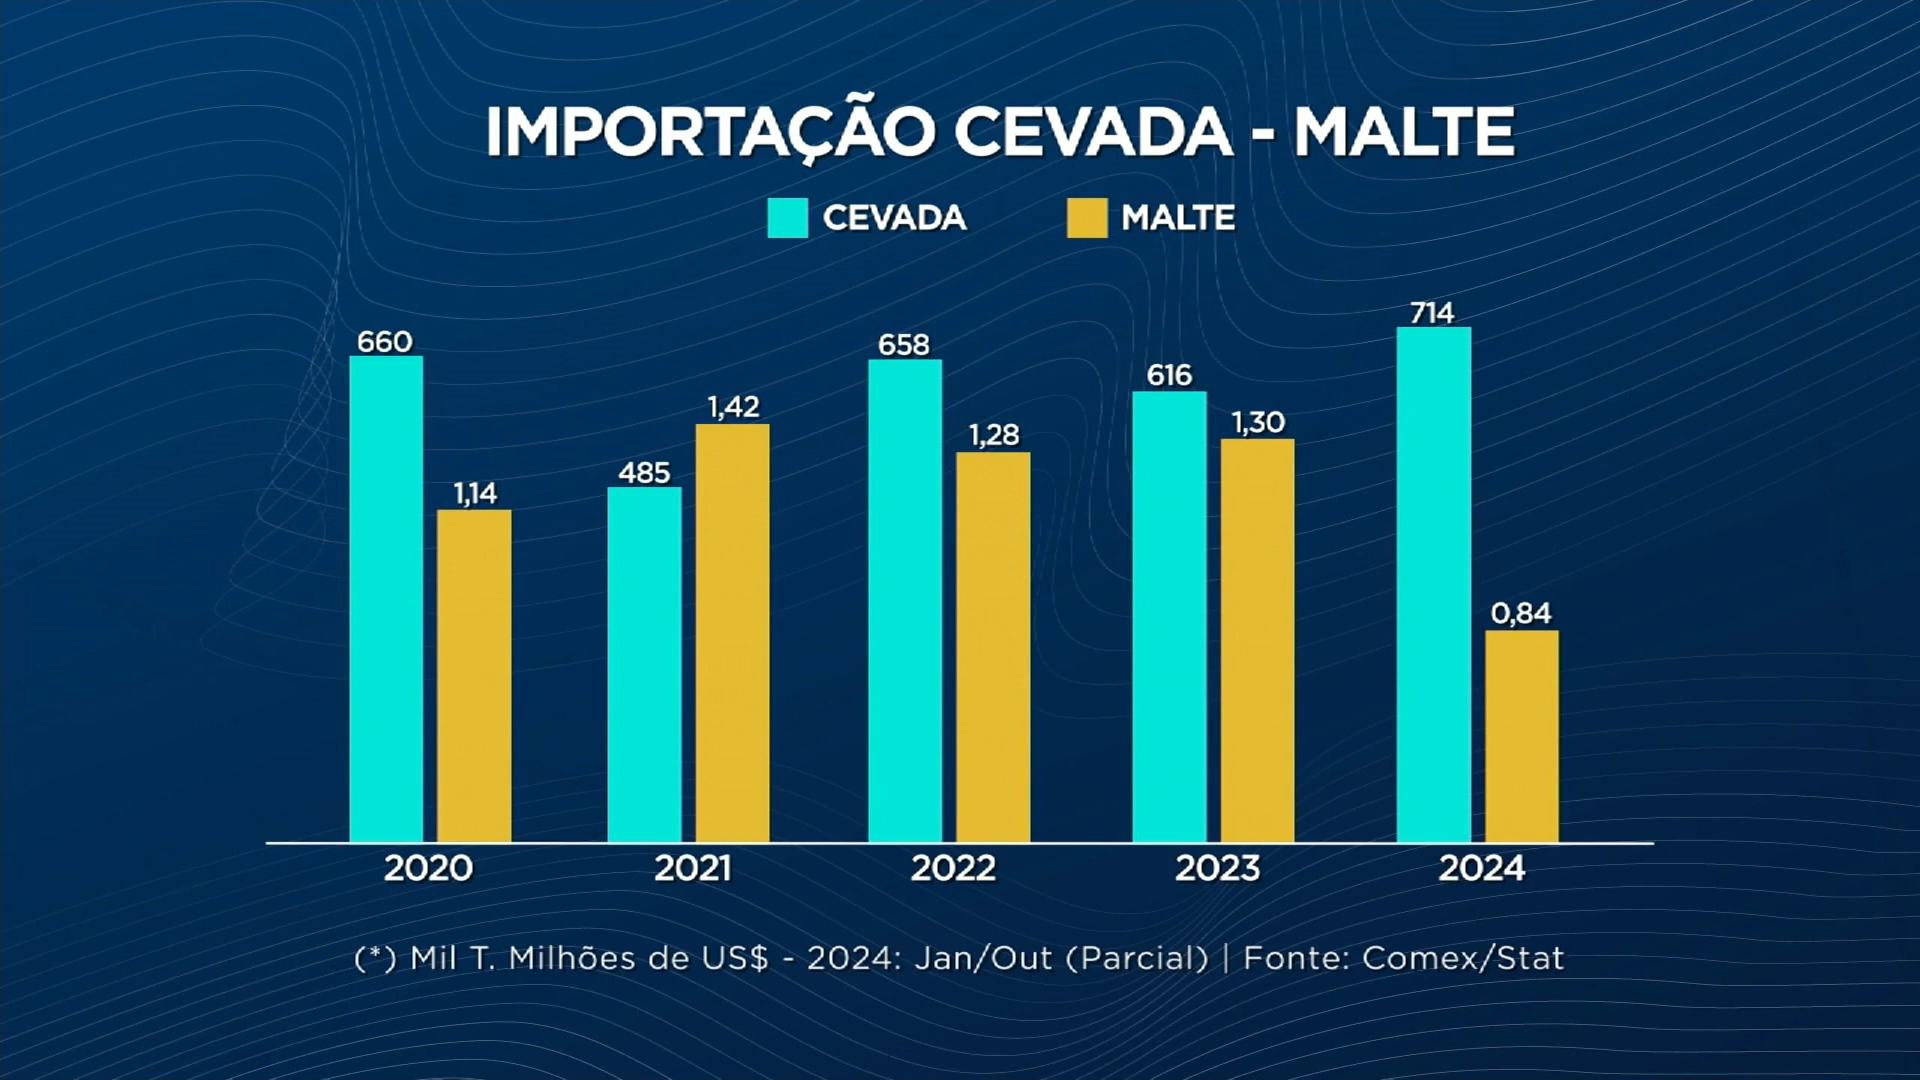 IMPORTAÇÃO CEVADA - MALTE
CEVADA MALTE
660 1,14 485 1,42 658 1,28 616 1,30 714 0,84
2020 2021 2022 2023 2024
(*) Mil T. Milhões de US$ - 2024: Jan/Out (Parcial) | Fonte: Comex/Stat